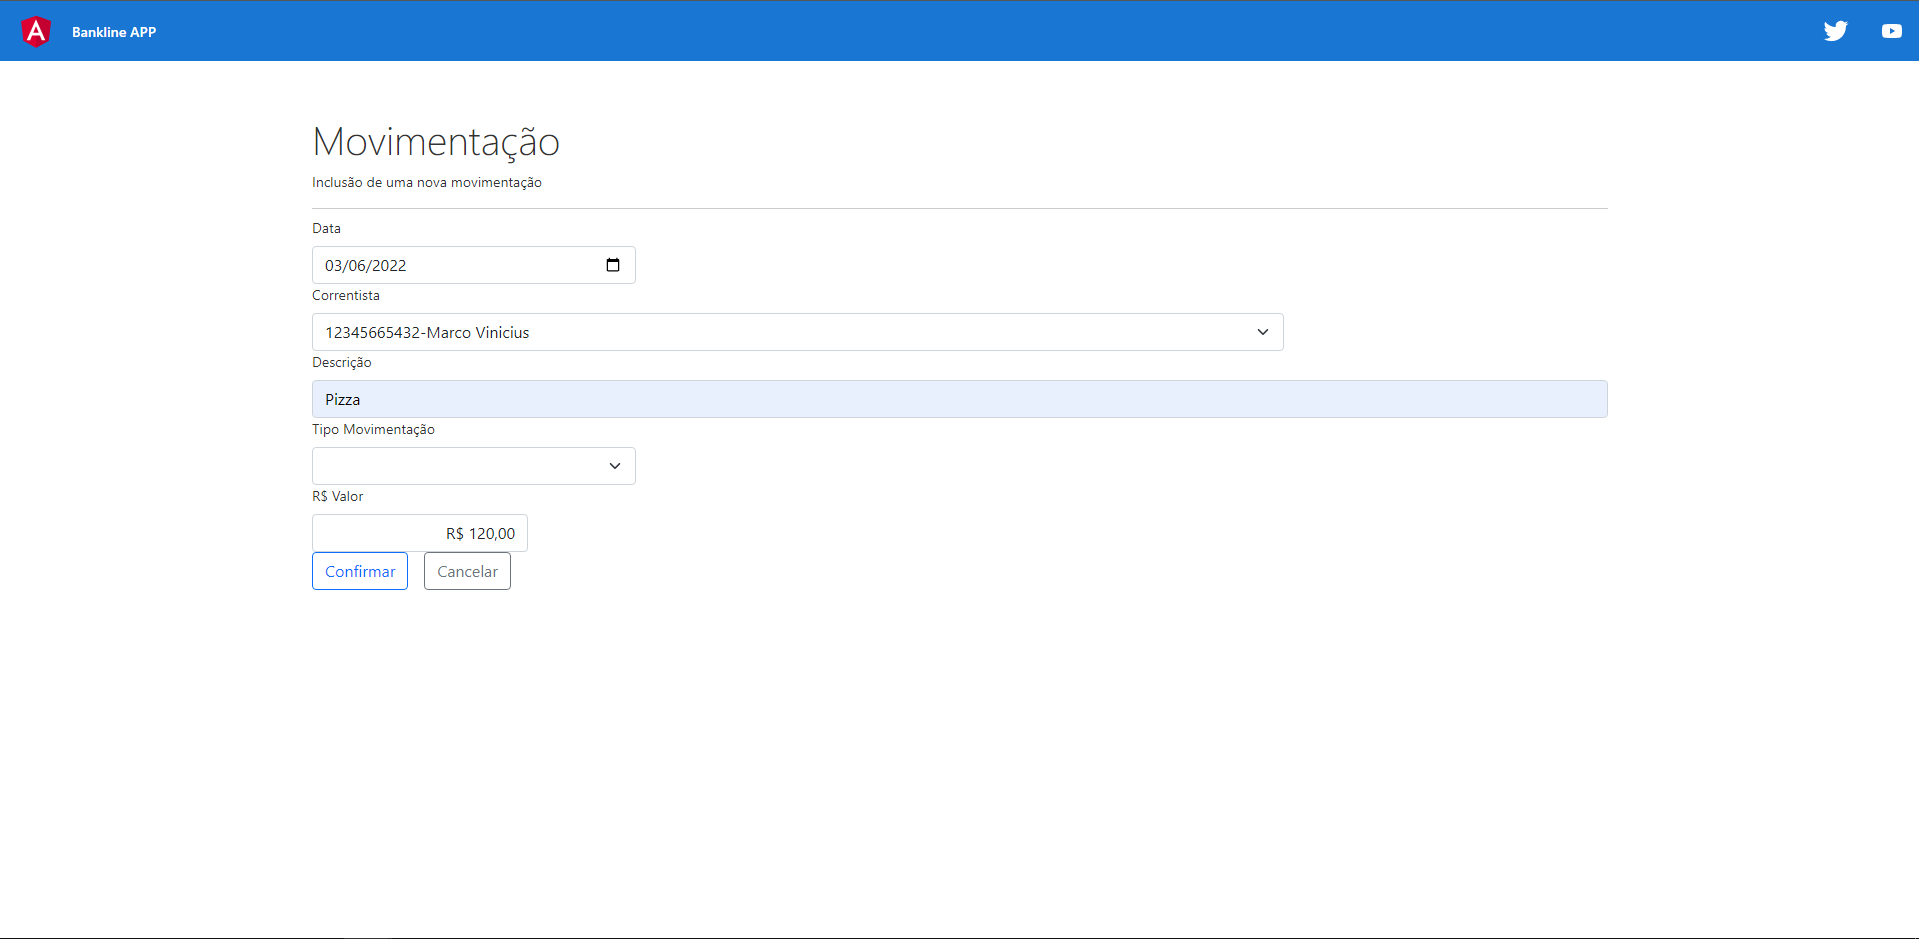 Bankline APP
Movimentação
Inclusão de uma nova movimentação
Data
03/06/2022
Correntista
12345665432-Marco Vinicius
Descrição
Pizza
Tipo Movimentação
R$ Valor
R$ 120,00
Confirmar
Cancelar